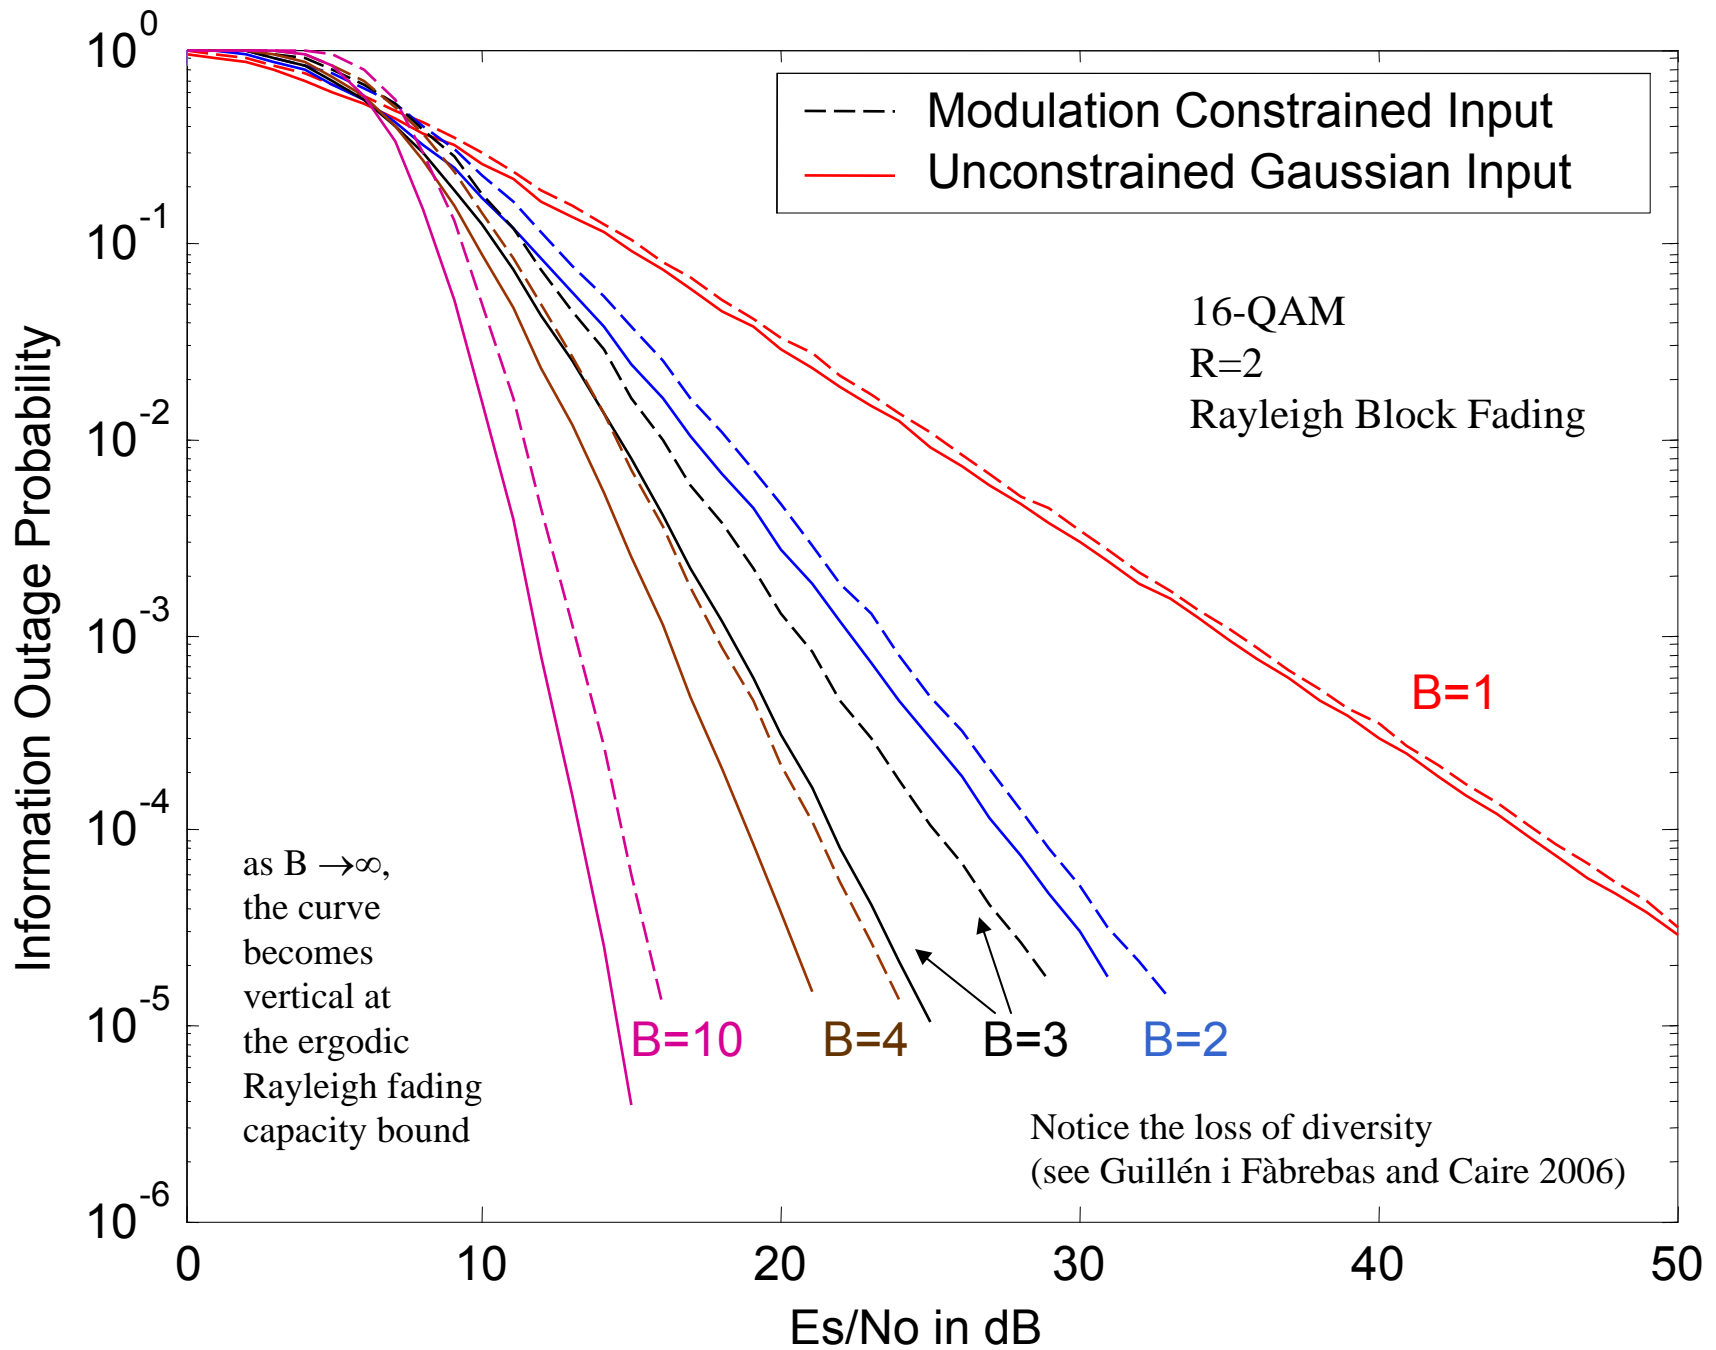 10^0
10^-1
10^-2
10^-3
10^-4
10^-5
10^-6
Information Outage Probability
Modulation Constrained Input
Unconstrained Gaussian Input
16-QAM
R=2
Rayleigh Block Fading
B=1
as B →∞,
the curve
becomes
vertical at
the ergodic
Rayleigh fading
capacity bound
B=10
B=4
B=3
B=2
Notice the loss of diversity
(see Guillén i Fàbrebas and Caire 2006)
0 10 20 30 40 50
Es/No in dB